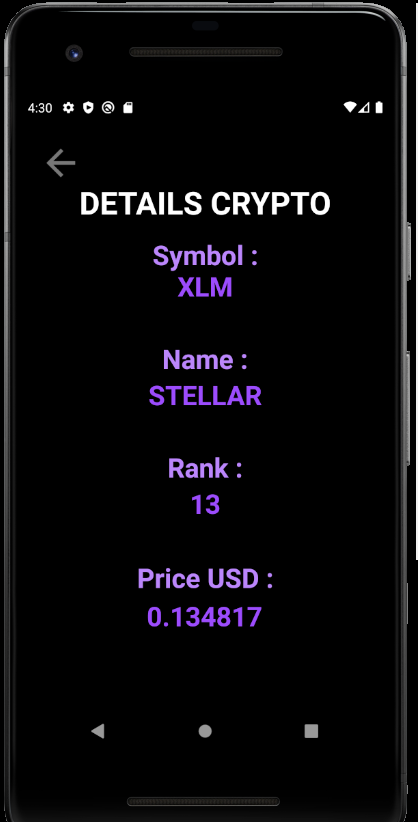 4:30
DETAILS CRYPTO
Symbol :
XLM
Name :
STELLAR
Rank :
13
Price USD :
0.134817